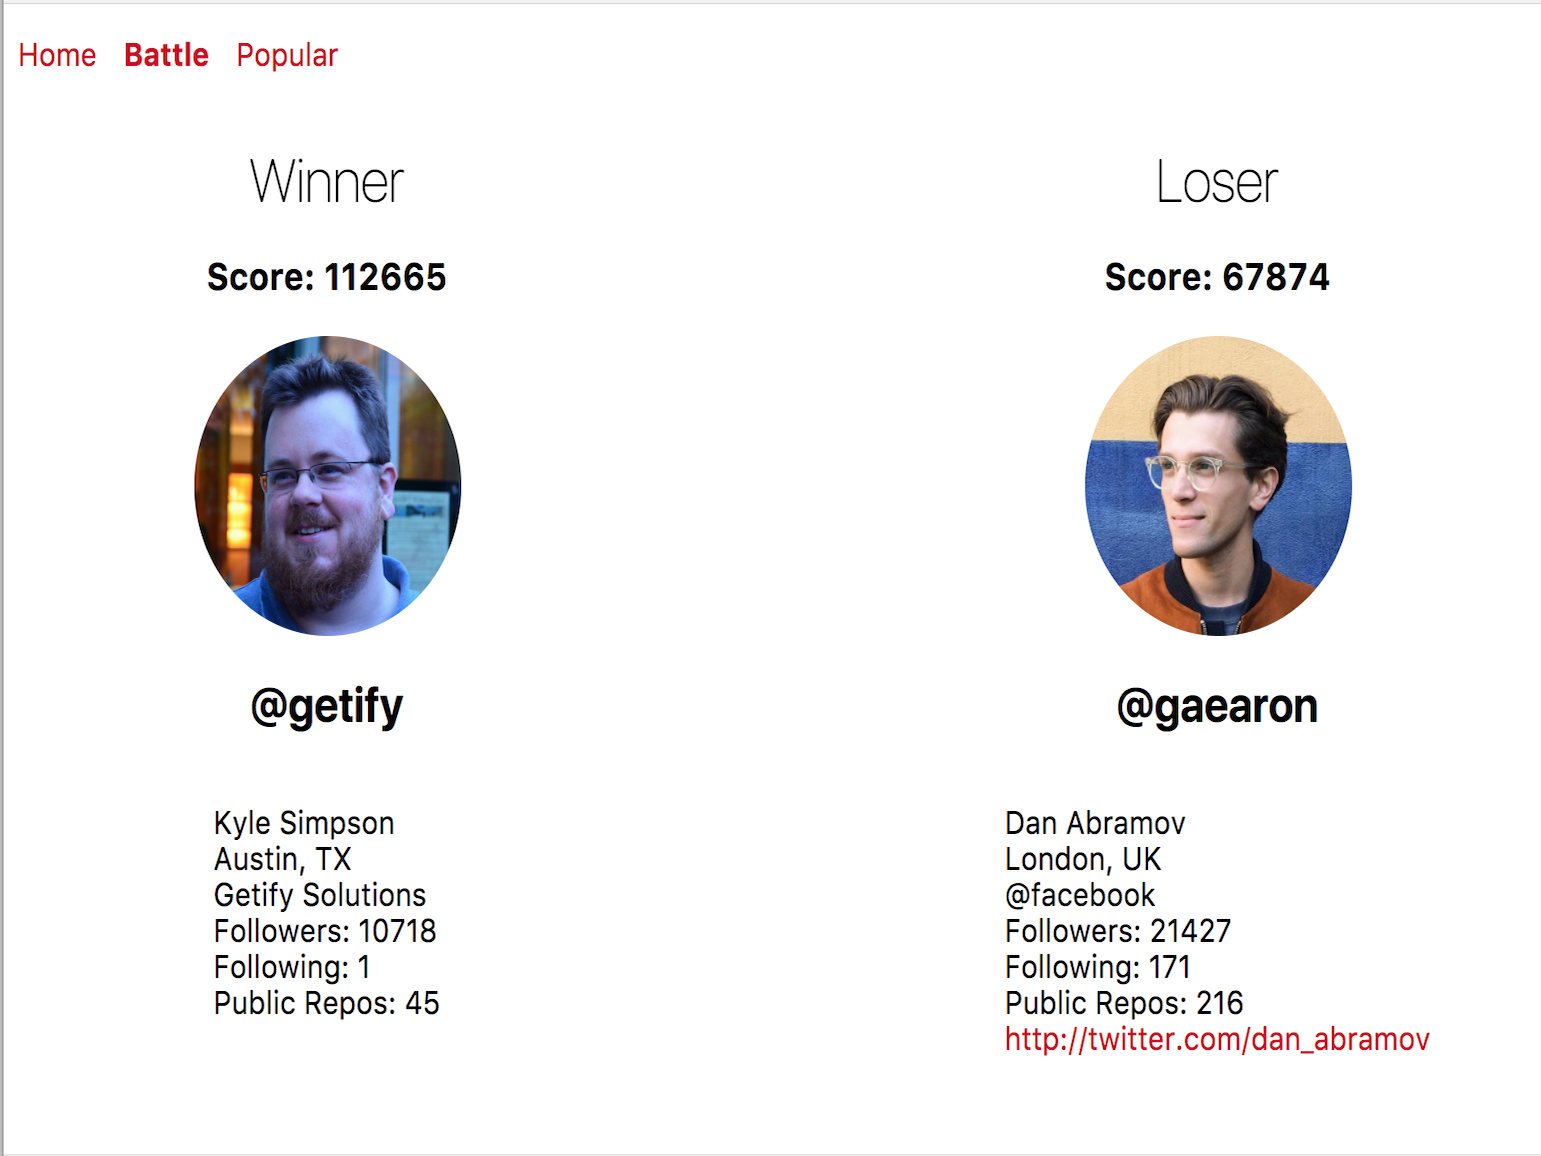 Home Battle Popular
Winner
Score: 112665
@getify
Kyle Simpson
Austin, TX
Getify Solutions
Followers: 10718
Following: 1
Public Repos: 45
Loser
Score: 67874
@gaearon
Dan Abramov
London, UK
@facebook
Followers: 21427
Following: 171
Public Repos: 216
http://twitter.com/dan_abramov